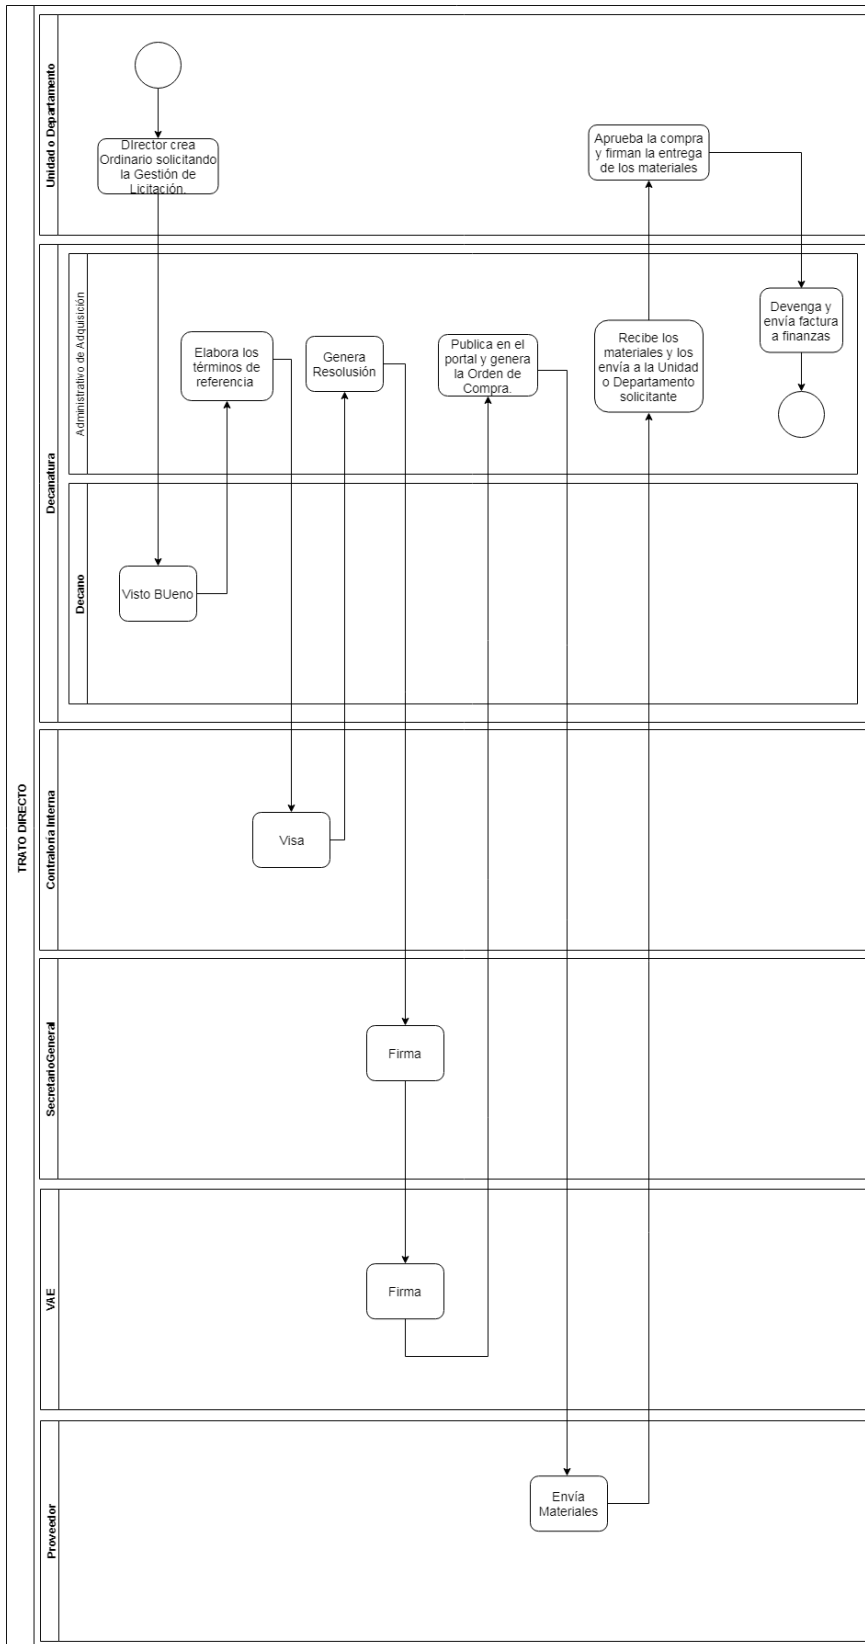 TRATO DIRECTO
Unidad o Departamento
DIrector crea
Ordinario solicitando
la Gestión de
Licitación.
Aprueba la compra
y firman la entrega
de los materiales
Decanatura
Administrativo de Adquisición
Elabora los
términos de
referencia
Genera
Resolusión
Publica en el
portal y genera
la Orden de
Compra.
Recibe los
materiales y los
envía a la Unidad
o Departamento
solicitante
Devenga y
envía factura
a finanzas
Decano
Visto BUeno
Contraloría Interna
Visa
SecretarioGeneral
Firma
VAE
Firma
Proveedor
Envía
Materiales